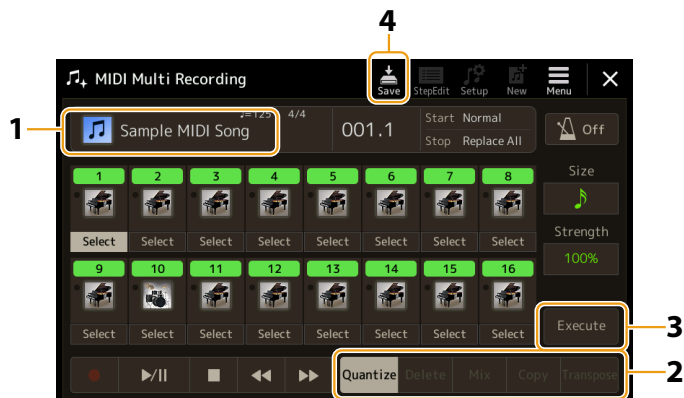 4
MIDI Multi Recording
Save StepEdit Setup New Menu
1
Sample MIDI Song
♩=125 4/4
001.1
Start Normal
Stop Replace All
Off
1 2 3 4 5 6 7 8
Size
Select Select Select Select Select Select Select Select
Strength
100%
9 10 11 12 13 14 15 16
Select Select Select Select Select Select Select Select
Execute
3
Quantize Delete Mix Copy Transpose
2